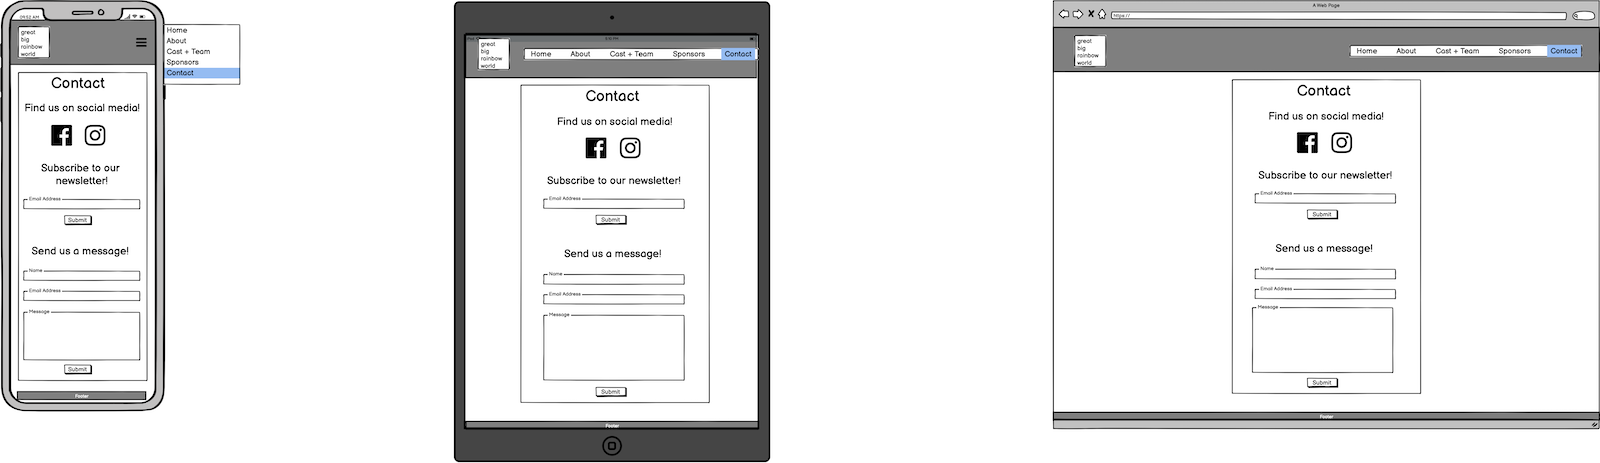 09:52 AM
great
big
rainbow
world
Home
About
Cast + Team
Sponsors
Contact
Contact
Find us on social media!
Subscribe to our
newsletter!
Email Address
Submit
Send us a message!
Name
Email Address
Message
Submit
Footer
great
big
rainbow
world
Home About Cast + Team Sponsors Contact
Contact
Find us on social media!
Subscribe to our newsletter!
Email Address
Submit
Send us a message!
Name
Email Address
Message
Submit
Footer
A Web Page
https://
great
big
rainbow
world
Home About Cast + Team Sponsors Contact
Contact
Find us on social media!
Subscribe to our newsletter!
Email Address
Submit
Send us a message!
Name
Email Address
Message
Submit
Footer